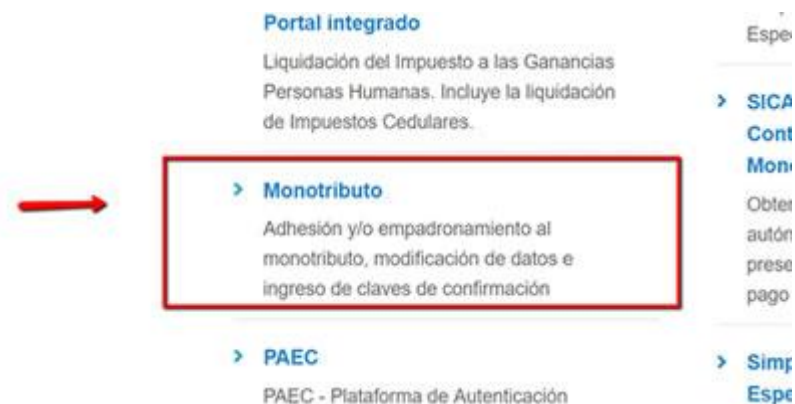 Portal integrado
Liquidación del Impuesto a las Ganancias
Personas Humanas. Incluye la liquidación
de Impuestos Cedulares.
Monotributo
Adhesión y/o empadronamiento al
monotributo, modificación de datos e
ingreso de claves de confirmación
PAEC
PAEC - Plataforma de Autenticación
pago